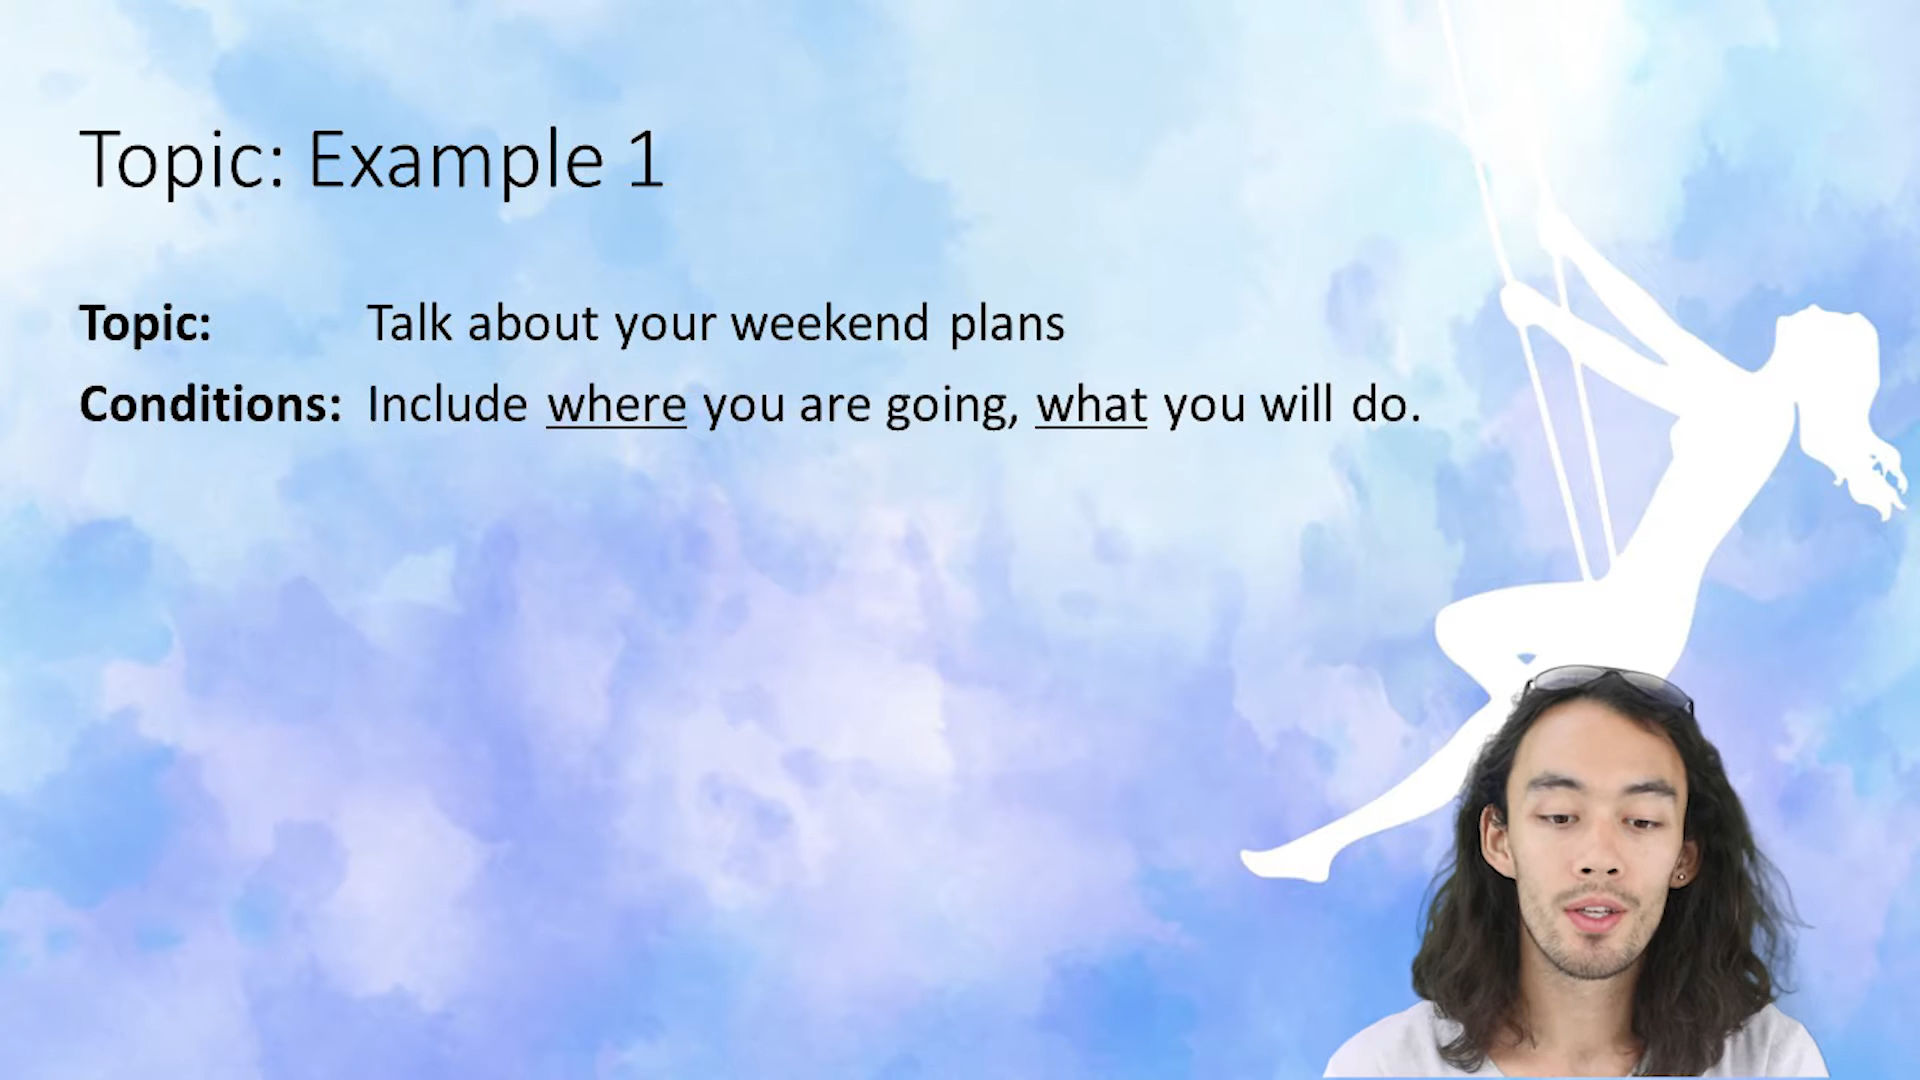 Topic: Example 1
Topic: Talk about your weekend plans
Conditions: Include where you are going, what you will do.